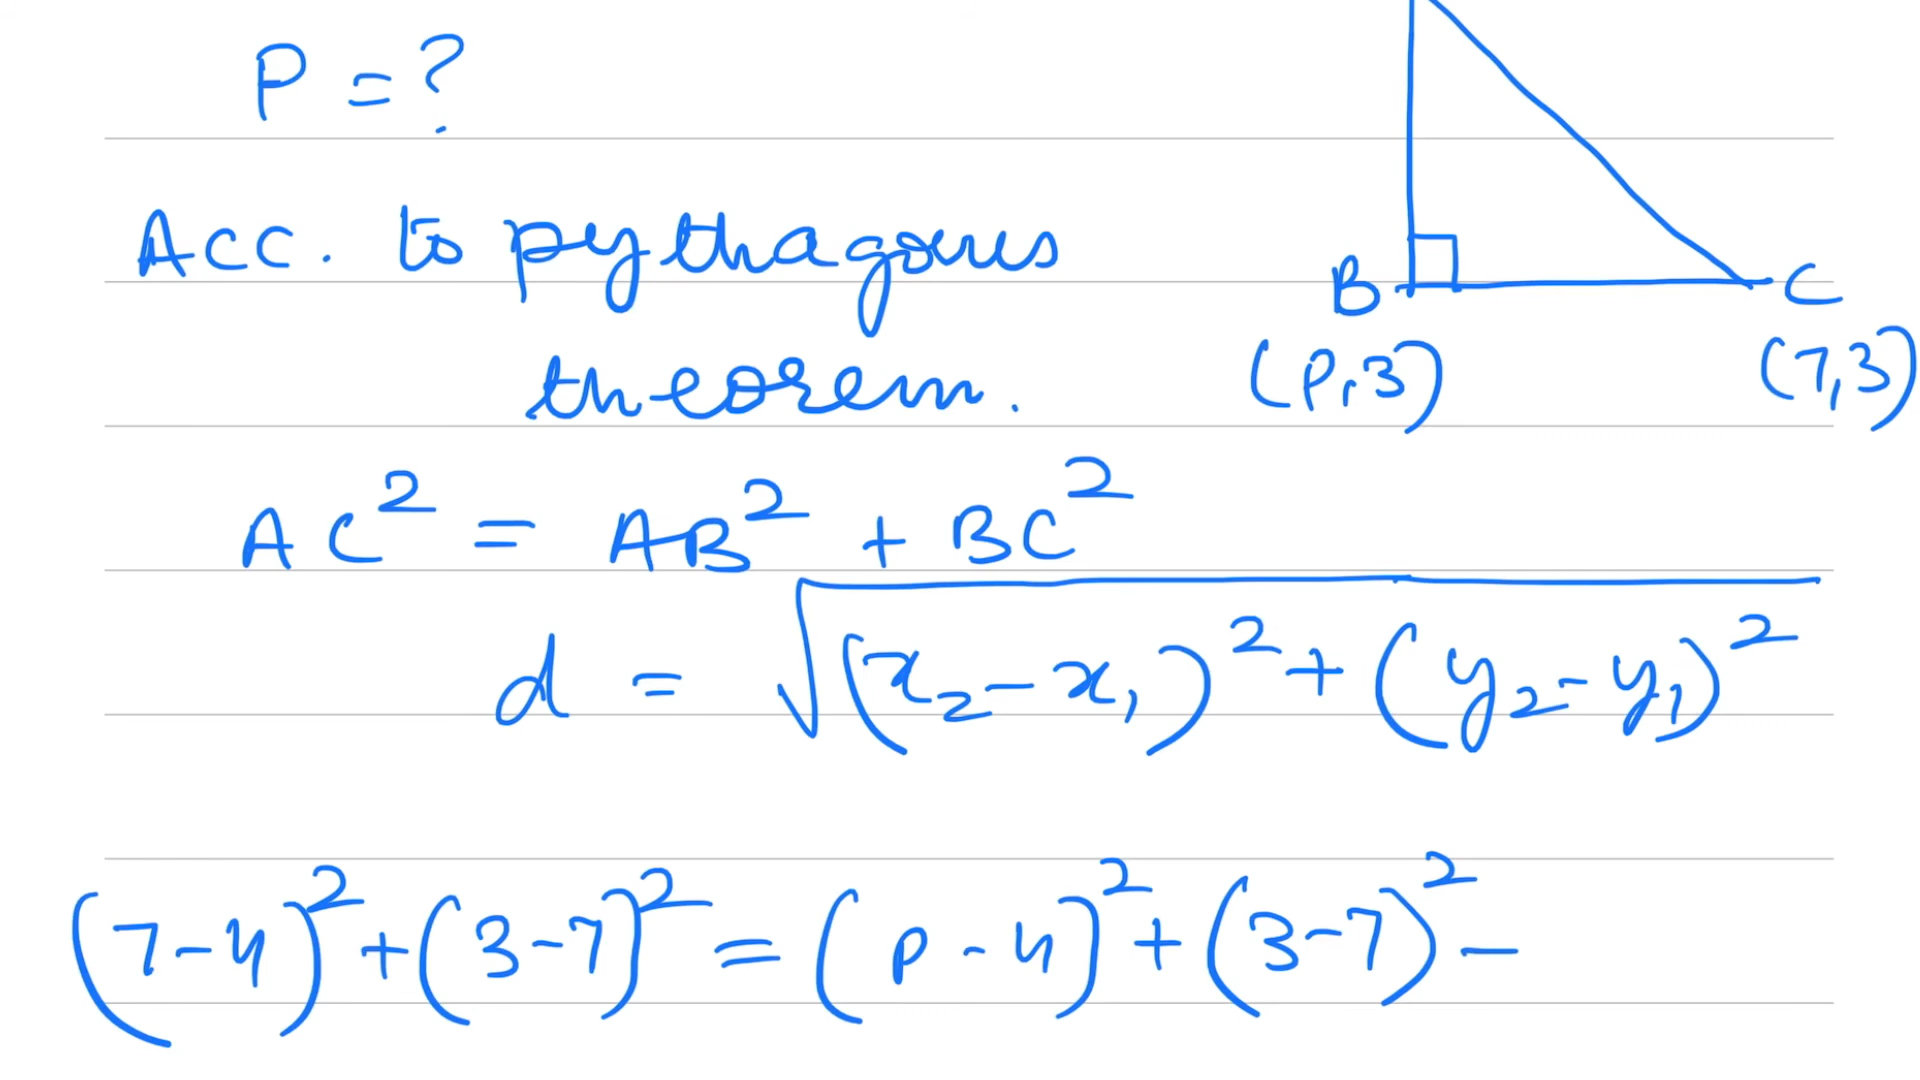 P = ?
Acc. to pythagorus
theorem.
B
C
(P,3)
(7,3)
AC² = AB² + BC²
d = √(x₂-x₁)²+(y₂-y₁)²
(7-4)²+(3-7)² = (p-4)²+(3-7)² -